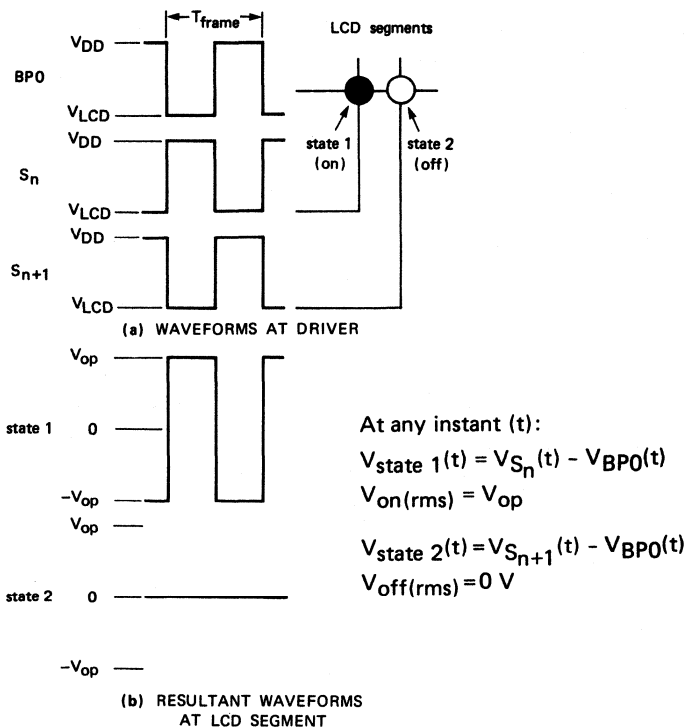 T_frame
LCD segments
V_DD
BP0
V_LCD
V_DD
state 1
(on)
state 2
(off)
S_n
V_LCD
V_DD
S_n+1
V_LCD
(a) WAVEFORMS AT DRIVER
V_op
state 1
0
-V_op
At any instant (t):
V_state 1(t) = V_S_n(t) - V_BP0(t)
V_on(rms) = V_op
V_op
V_state 2(t) = V_S_n+1(t) - V_BP0(t)
V_off(rms) = 0 V
state 2
0
-V_op
(b) RESULTANT WAVEFORMS
AT LCD SEGMENT